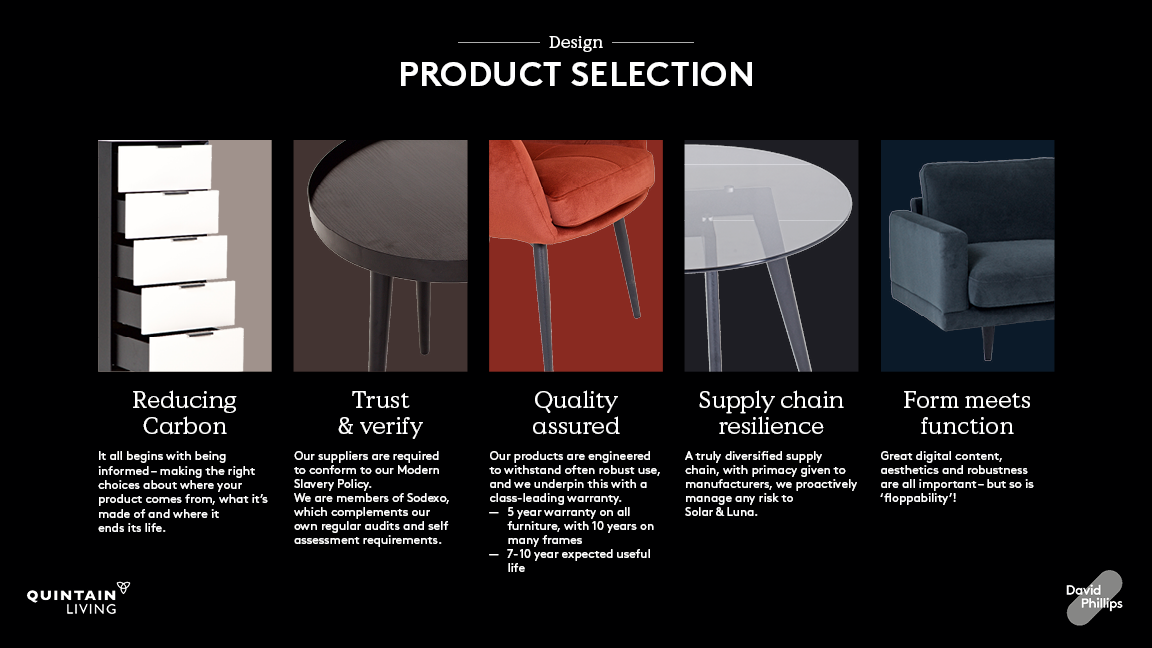 Design
PRODUCT SELECTION
Reducing
Carbon
It all begins with being
informed – making the right
choices about where your
product comes from, what it’s
made of and where it
ends its life.
Trust
& verify
Our suppliers are required
to conform to our Modern
Slavery Policy.
We are members of Sodexo,
which complements our
own regular audits and self
assessment requirements.
Quality
assured
Our products are engineered
to withstand often robust use,
and we underpin this with a
class-leading warranty.
— 5 year warranty on all
furniture, with 10 years on
many frames
— 7-10 year expected useful
life
Supply chain
resilience
A truly diversified supply
chain, with primacy given to
manufacturers, we proactively
manage any risk to
Solar & Luna.
Form meets
function
Great digital content,
aesthetics and robustness
are all important – but so is
‘floppability’!
QUINTAIN
LIVING
David
Phillips